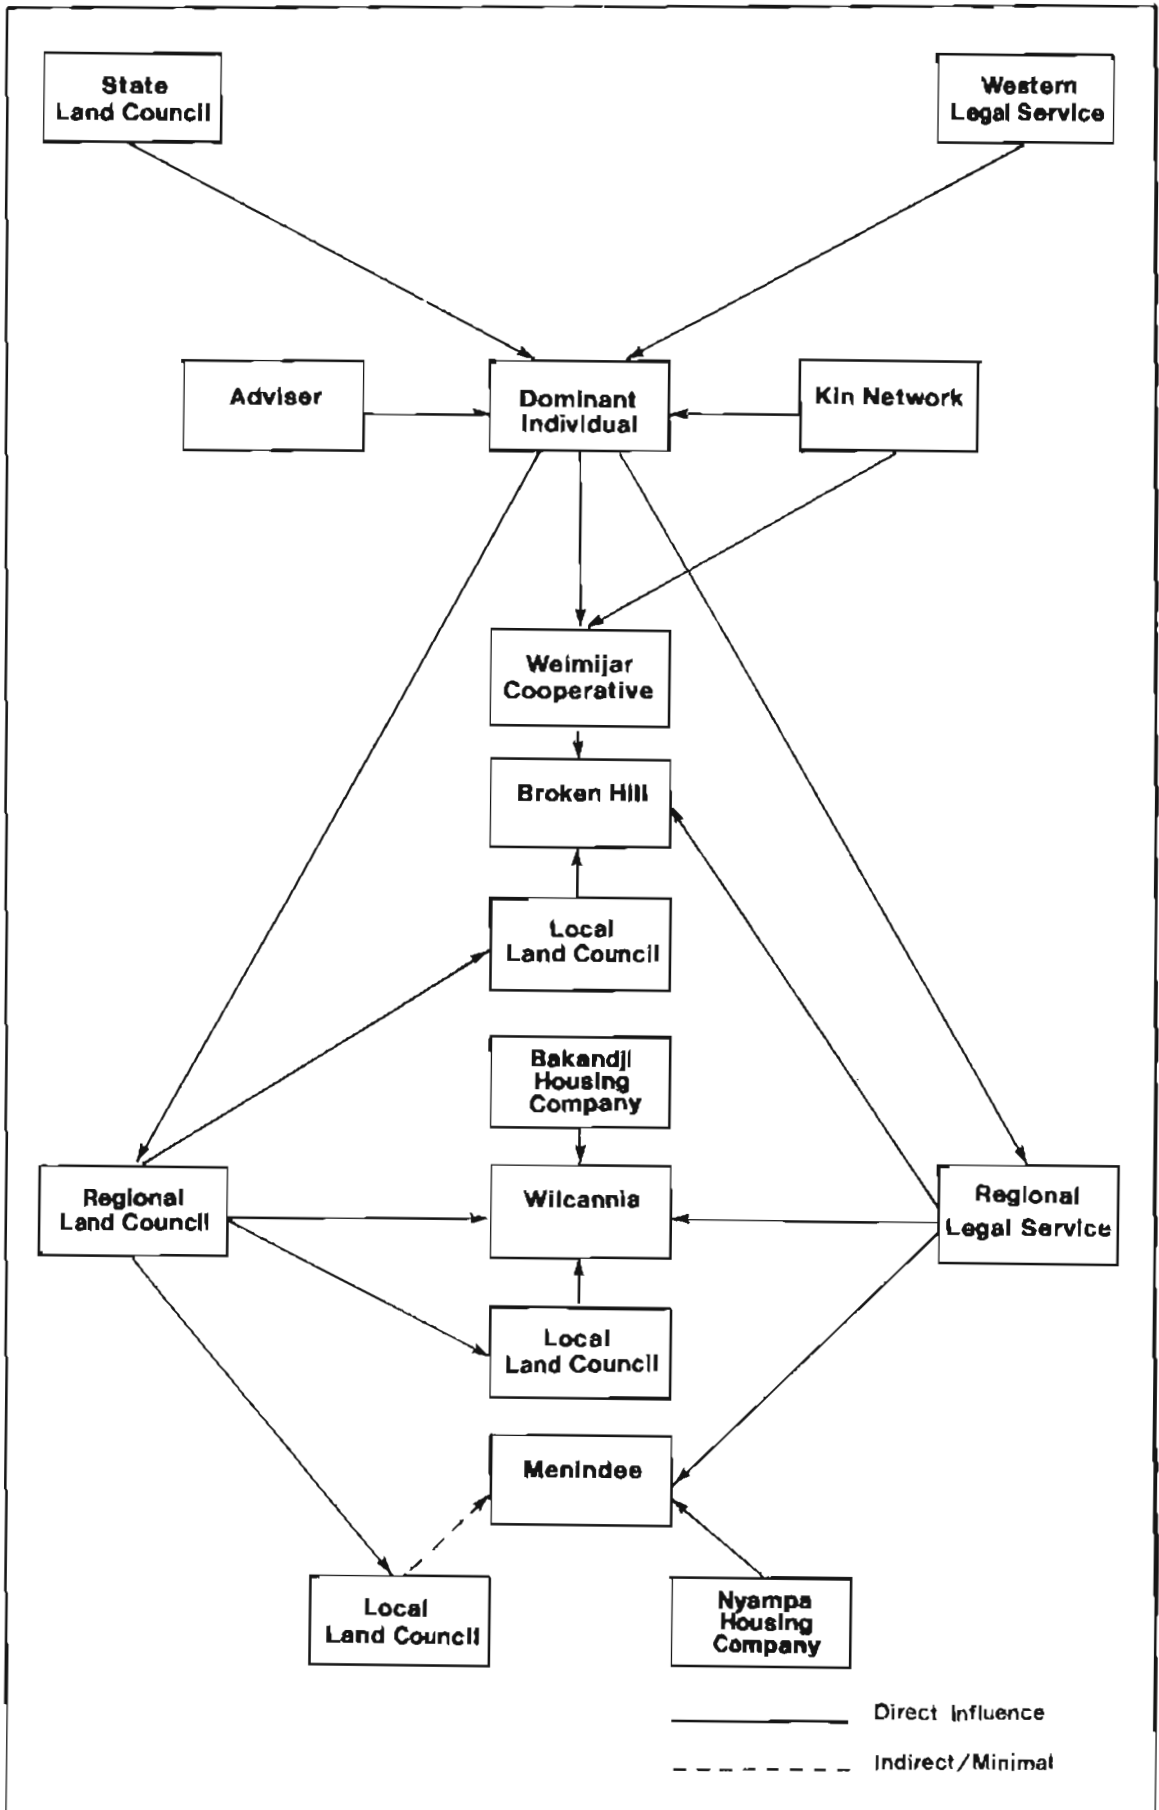 State
Land Council
Western
Legal Service
Adviser
Dominant
Individual
Kin Network
Weimijar
Cooperative
Broken Hill
Local
Land Council
Bakandji
Housing
Company
Regional
Land Council
Wilcannia
Regional
Legal Service
Local
Land Council
Menindee
Local
Land Council
Nyampa
Housing
Company
Direct Influence
Indirect/Minimal